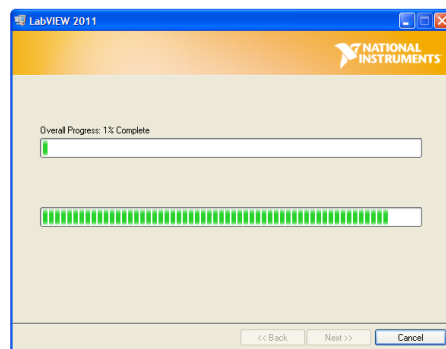 LabVIEW 2011
NATIONAL
INSTRUMENTS
Overall Progress: 1% Complete
<< Back
Next >>
Cancel